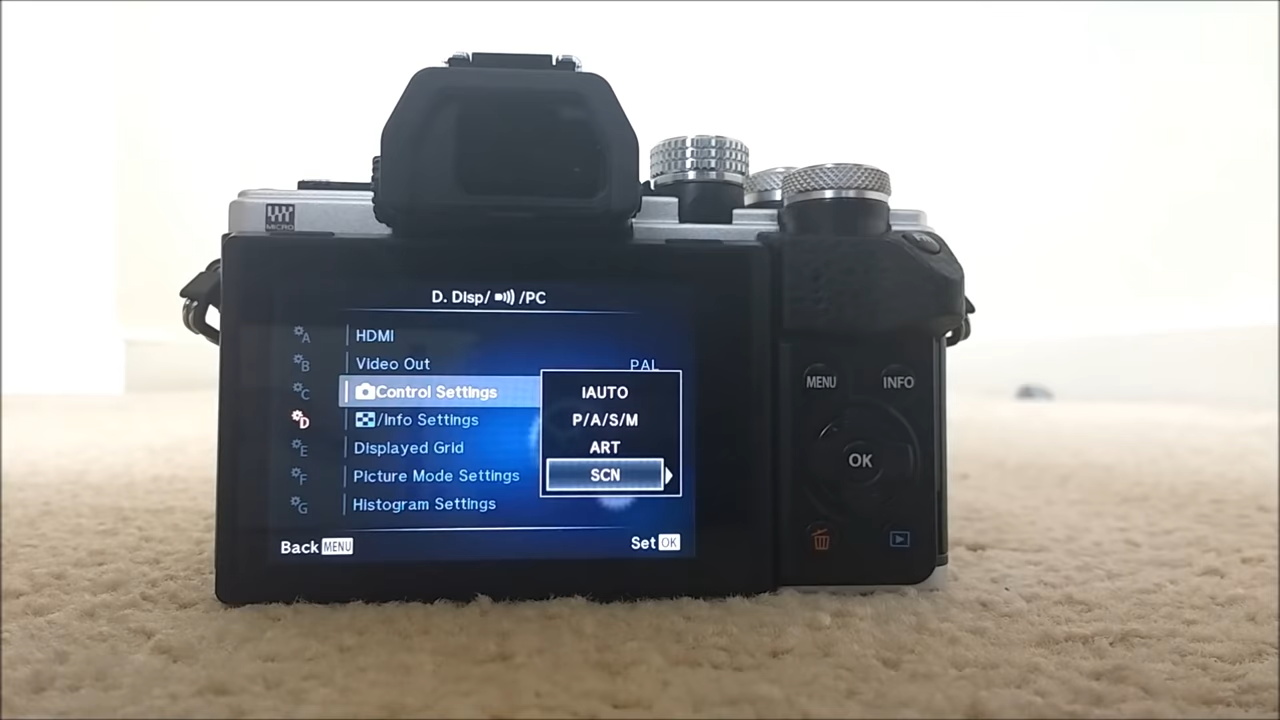 MICRO
D. Disp/ /PC
A
HDMI
B
Video Out PAL
C
Control Settings
IAUTO
D
/Info Settings
P/A/S/M
E
Displayed Grid
ART
F
Picture Mode Settings
SCN
G
Histogram Settings
Back MENU
Set OK
MENU
INFO
OK